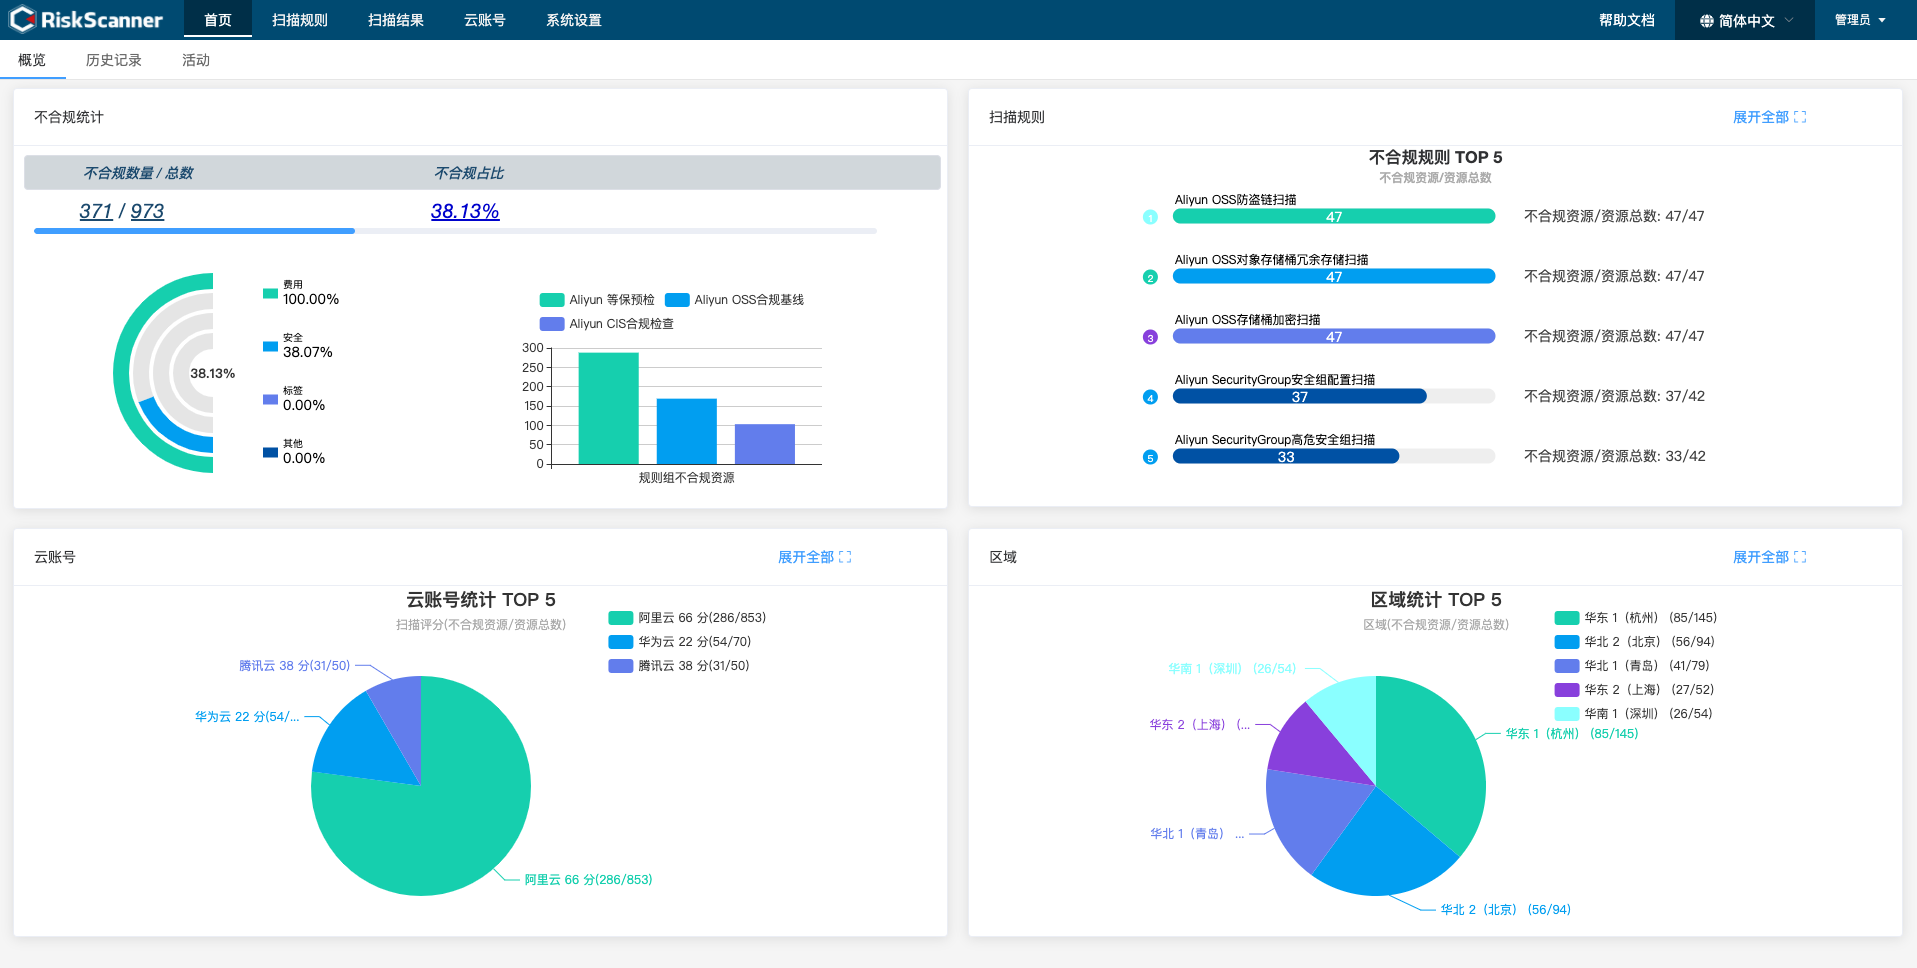 RiskScanner
首页
扫描规则
扫描结果
云账号
系统设置
帮助文档
简体中文
管理员
概览
历史记录
活动
不合规统计
不合规数量 / 总数
不合规占比
371 / 973
38.13%
费用
100.00%
安全
38.07%
标签
0.00%
其他
0.00%
38.13%
Aliyun 等保预检
Aliyun OSS合规基线
Aliyun CIS合规检查
300
250
200
150
100
50
0
规则组不合规资源
扫描规则
展开全部
不合规规则 TOP 5
不合规资源/资源总数
Aliyun OSS防盗链扫描
1
47
不合规资源/资源总数: 47/47
Aliyun OSS对象存储桶冗余存储扫描
2
47
不合规资源/资源总数: 47/47
Aliyun OSS存储桶加密扫描
3
47
不合规资源/资源总数: 47/47
Aliyun SecurityGroup安全组配置扫描
4
37
不合规资源/资源总数: 37/42
Aliyun SecurityGroup高危安全组扫描
5
33
不合规资源/资源总数: 33/42
云账号
展开全部
云账号统计 TOP 5
扫描评分(不合规资源/资源总数)
阿里云 66 分(286/853)
华为云 22 分(54/70)
腾讯云 38 分(31/50)
腾讯云 38 分(31/50)
华为云 22 分(54/...
阿里云 66 分(286/853)
区域
展开全部
区域统计 TOP 5
区域(不合规资源/资源总数)
华东 1（杭州） (85/145)
华北 2（北京） (56/94)
华北 1（青岛） (41/79)
华东 2（上海） (27/52)
华南 1（深圳） (26/54)
华南 1（深圳） (26/54)
华东 2（上海） (...
华东 1（杭州） (85/145)
华北 1（青岛） ...
华北 2（北京） (56/94)